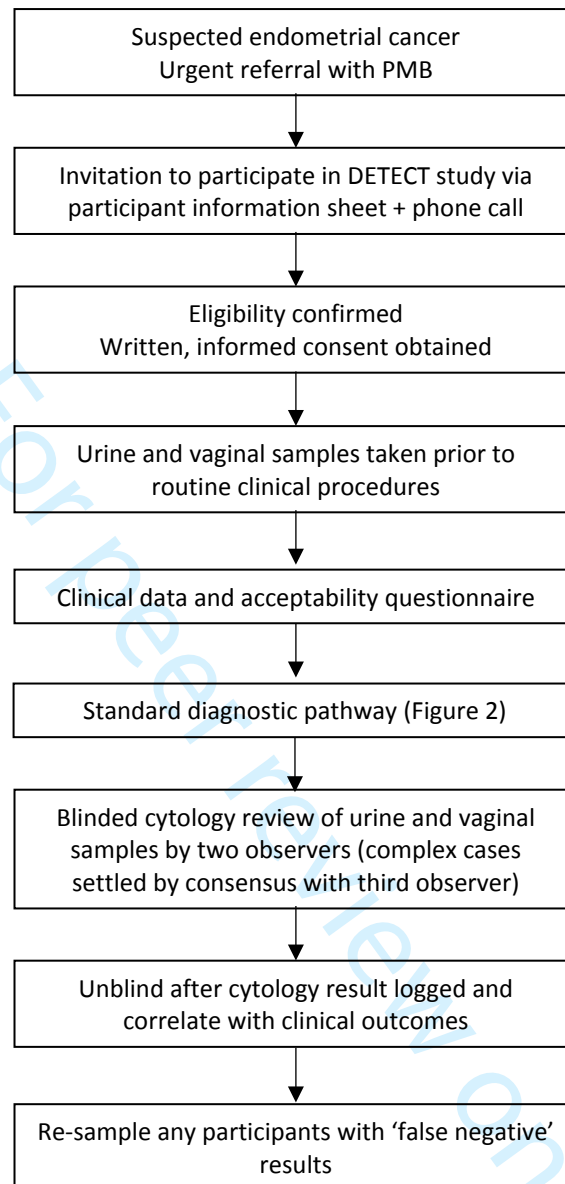 Suspected endometrial cancer
Urgent referral with PMB
Invitation to participate in DETECT study via
participant information sheet + phone call
Eligibility confirmed
Written, informed consent obtained
Urine and vaginal samples taken prior to
routine clinical procedures
Clinical data and acceptability questionnaire
Standard diagnostic pathway (Figure 2)
Blinded cytology review of urine and vaginal
samples by two observers (complex cases
settled by consensus with third observer)
Unblind after cytology result logged and
correlate with clinical outcomes
Re-sample any participants with ‘false negative’
results
For peer review on